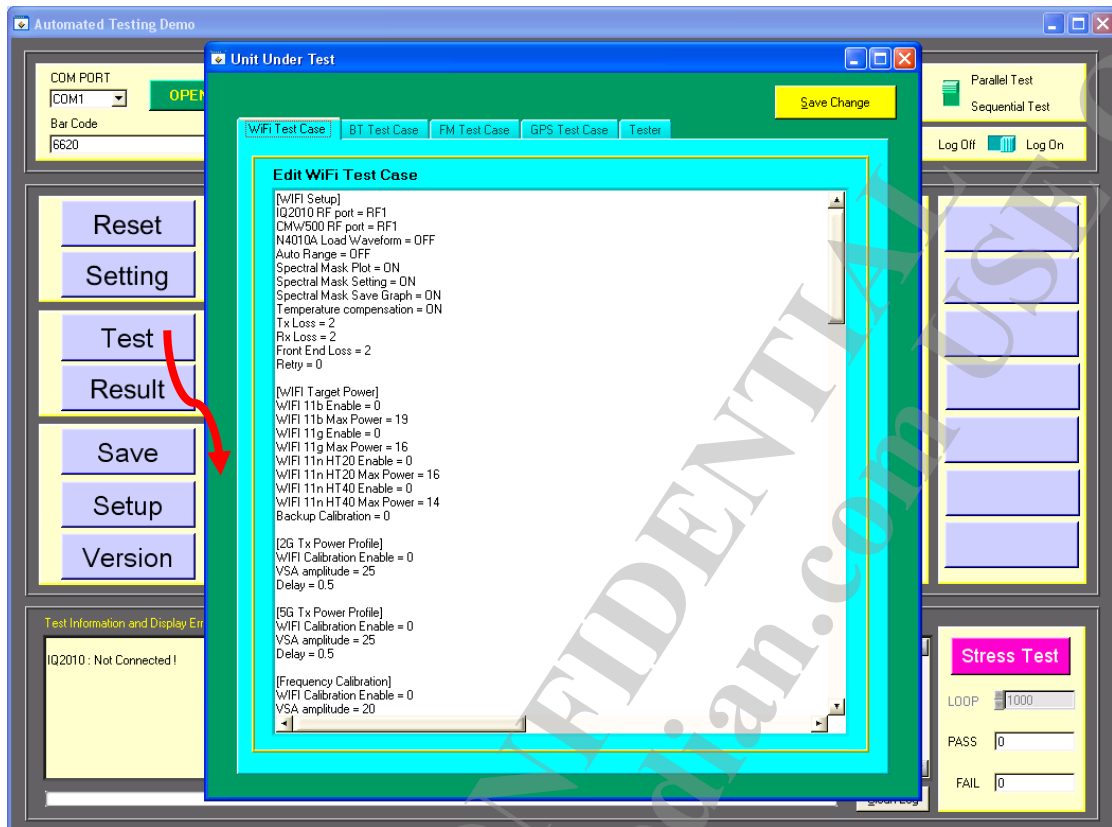 Automated Testing Demo
COM PORT
COM1
Bar Code
6620
Parallel Test
Sequential Test
Log Off
Log On
Reset
Setting
Test
Result
Save
Setup
Version
Unit Under Test
Save Change
WiFi Test Case
BT Test Case
FM Test Case
GPS Test Case
Tester
Edit WiFi Test Case
[WIFI Setup]
IQ2010 RF port = RF1
CMW500 RF port = RF1
N4010A Load Waveform = OFF
Auto Range = OFF
Spectral Mask Plot = ON
Spectral Mask Setting = ON
Spectral Mask Save Graph = ON
Temperature compensation = ON
Tx Loss = 2
Rx Loss = 2
Front End Loss = 2
Retry = 0
[WIFI Target Power]
WIFI 11b Enable = 0
WIFI 11b Max Power = 19
WIFI 11g Enable = 0
WIFI 11g Max Power = 16
WIFI 11n HT20 Enable = 0
WIFI 11n HT20 Max Power = 16
WIFI 11n HT40 Enable = 0
WIFI 11n HT40 Max Power = 14
Backup Calibration = 0
[2G Tx Power Profile]
WIFI Calibration Enable = 0
VSA amplitude = 25
Delay = 0.5
[5G Tx Power Profile]
WIFI Calibration Enable = 0
VSA amplitude = 25
Delay = 0.5
[Frequency Calibration]
WIFI Calibration Enable = 0
VSA amplitude = 20
Test Information and Display
IQ2010 : Not Connected !
Stress Test
LOOP
1000
PASS
0
FAIL
0